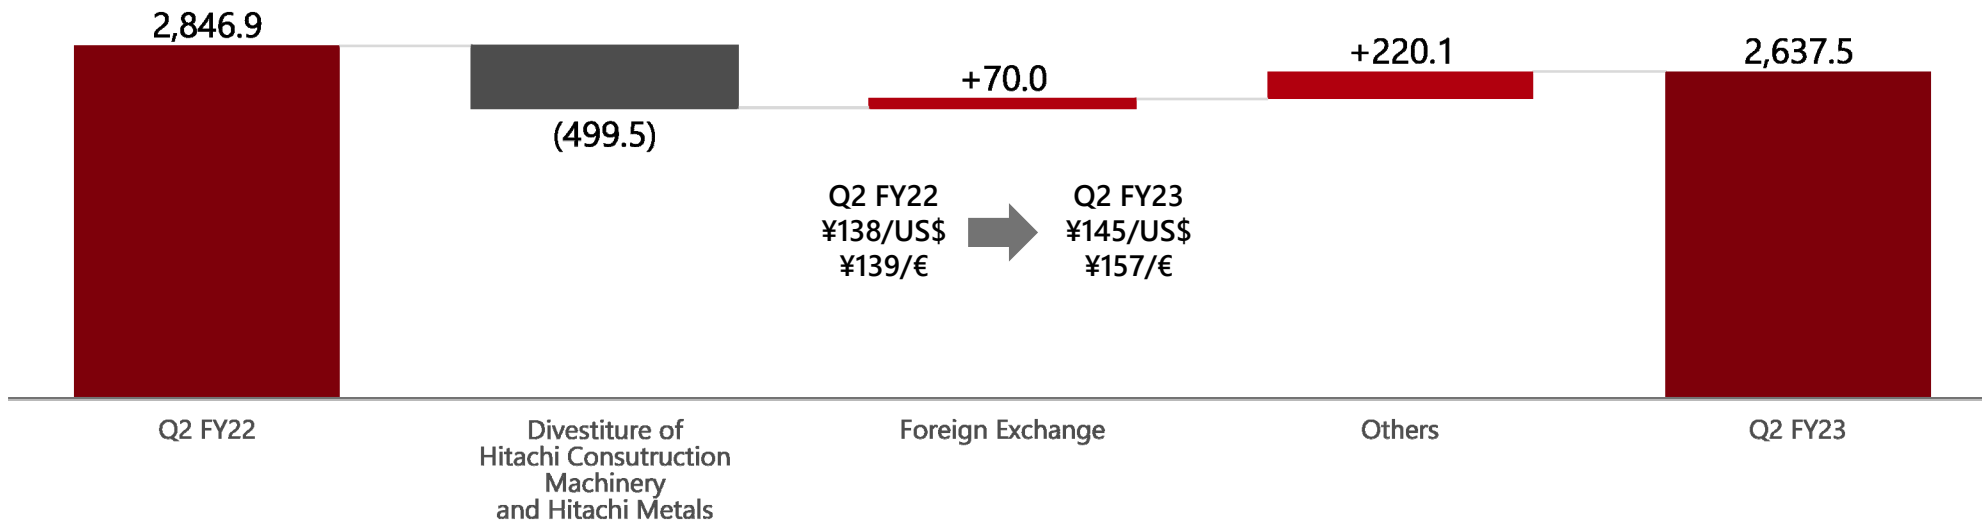 2,846.9
(499.5)
+70.0
+220.1
2,637.5
Q2 FY22
¥138/US$
¥139/€
Q2 FY23
¥145/US$
¥157/€
Q2 FY22
Divestiture of
Hitachi Consutruction
Machinery
and Hitachi Metals
Foreign Exchange
Others
Q2 FY23